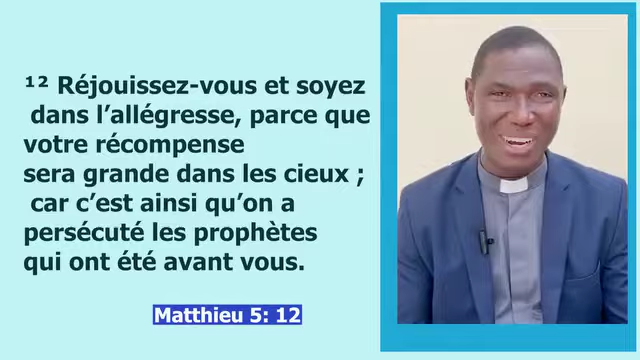 ¹² Réjouissez-vous et soyez
dans l’allégresse, parce que
votre récompense
sera grande dans les cieux ;
car c’est ainsi qu’on a
persécuté les prophètes
qui ont été avant vous.
Matthieu 5: 12